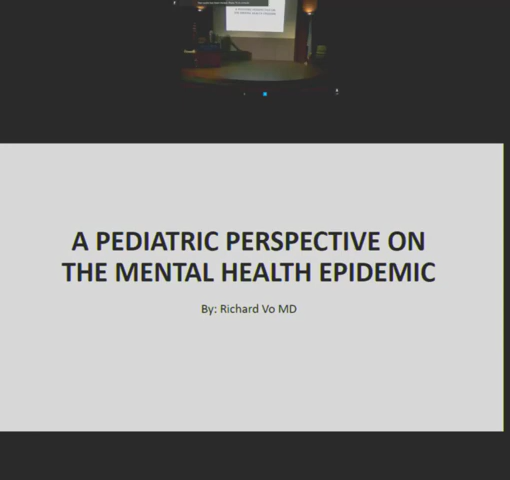 A PEDIATRIC PERSPECTIVE ON
THE MENTAL HEALTH EPIDEMIC
By: Richard Vo MD